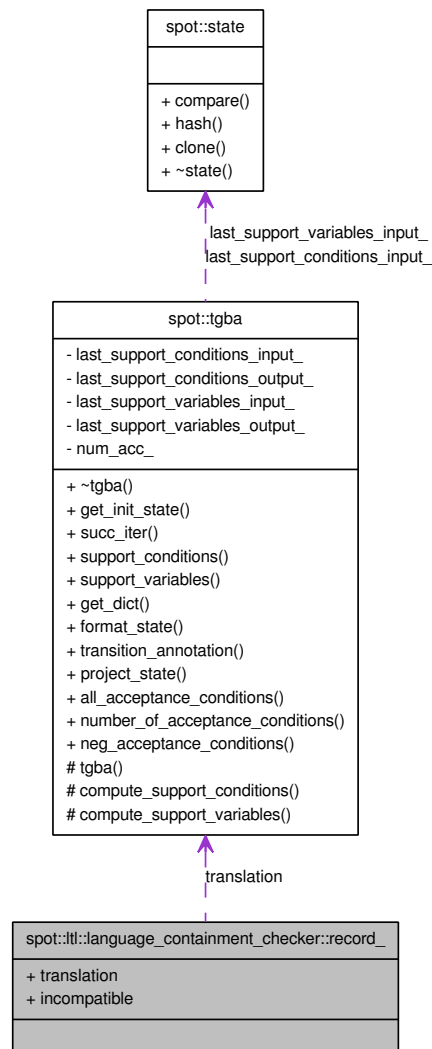 spot::state
+ compare()
+ hash()
+ clone()
+ ~state()
last_support_variables_input_
last_support_conditions_input_
spot::tgba
- last_support_conditions_input_
- last_support_conditions_output_
- last_support_variables_input_
- last_support_variables_output_
- num_acc_
+ ~tgba()
+ get_init_state()
+ succ_iter()
+ support_conditions()
+ support_variables()
+ get_dict()
+ format_state()
+ transition_annotation()
+ project_state()
+ all_acceptance_conditions()
+ number_of_acceptance_conditions()
+ neg_acceptance_conditions()
# tgba()
# compute_support_conditions()
# compute_support_variables()
translation
spot::ltl::language_containment_checker::record_
+ translation
+ incompatible